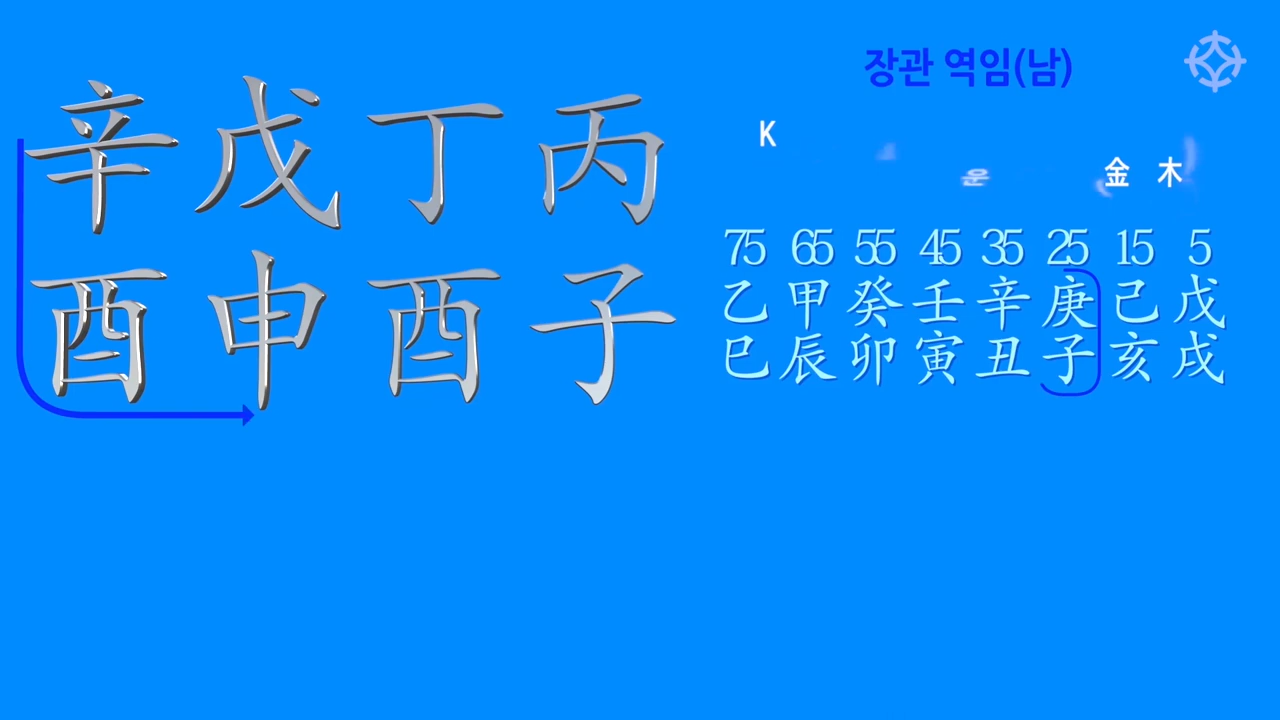 장관 역임(남)
K
운 金 木
辛 戊 丁 丙
酉 申 酉 子
75 65 55 45 35 25 15 5
乙 甲 癸 壬 辛 庚 己 戊
巳 辰 卯 寅 丑 子 亥 戌